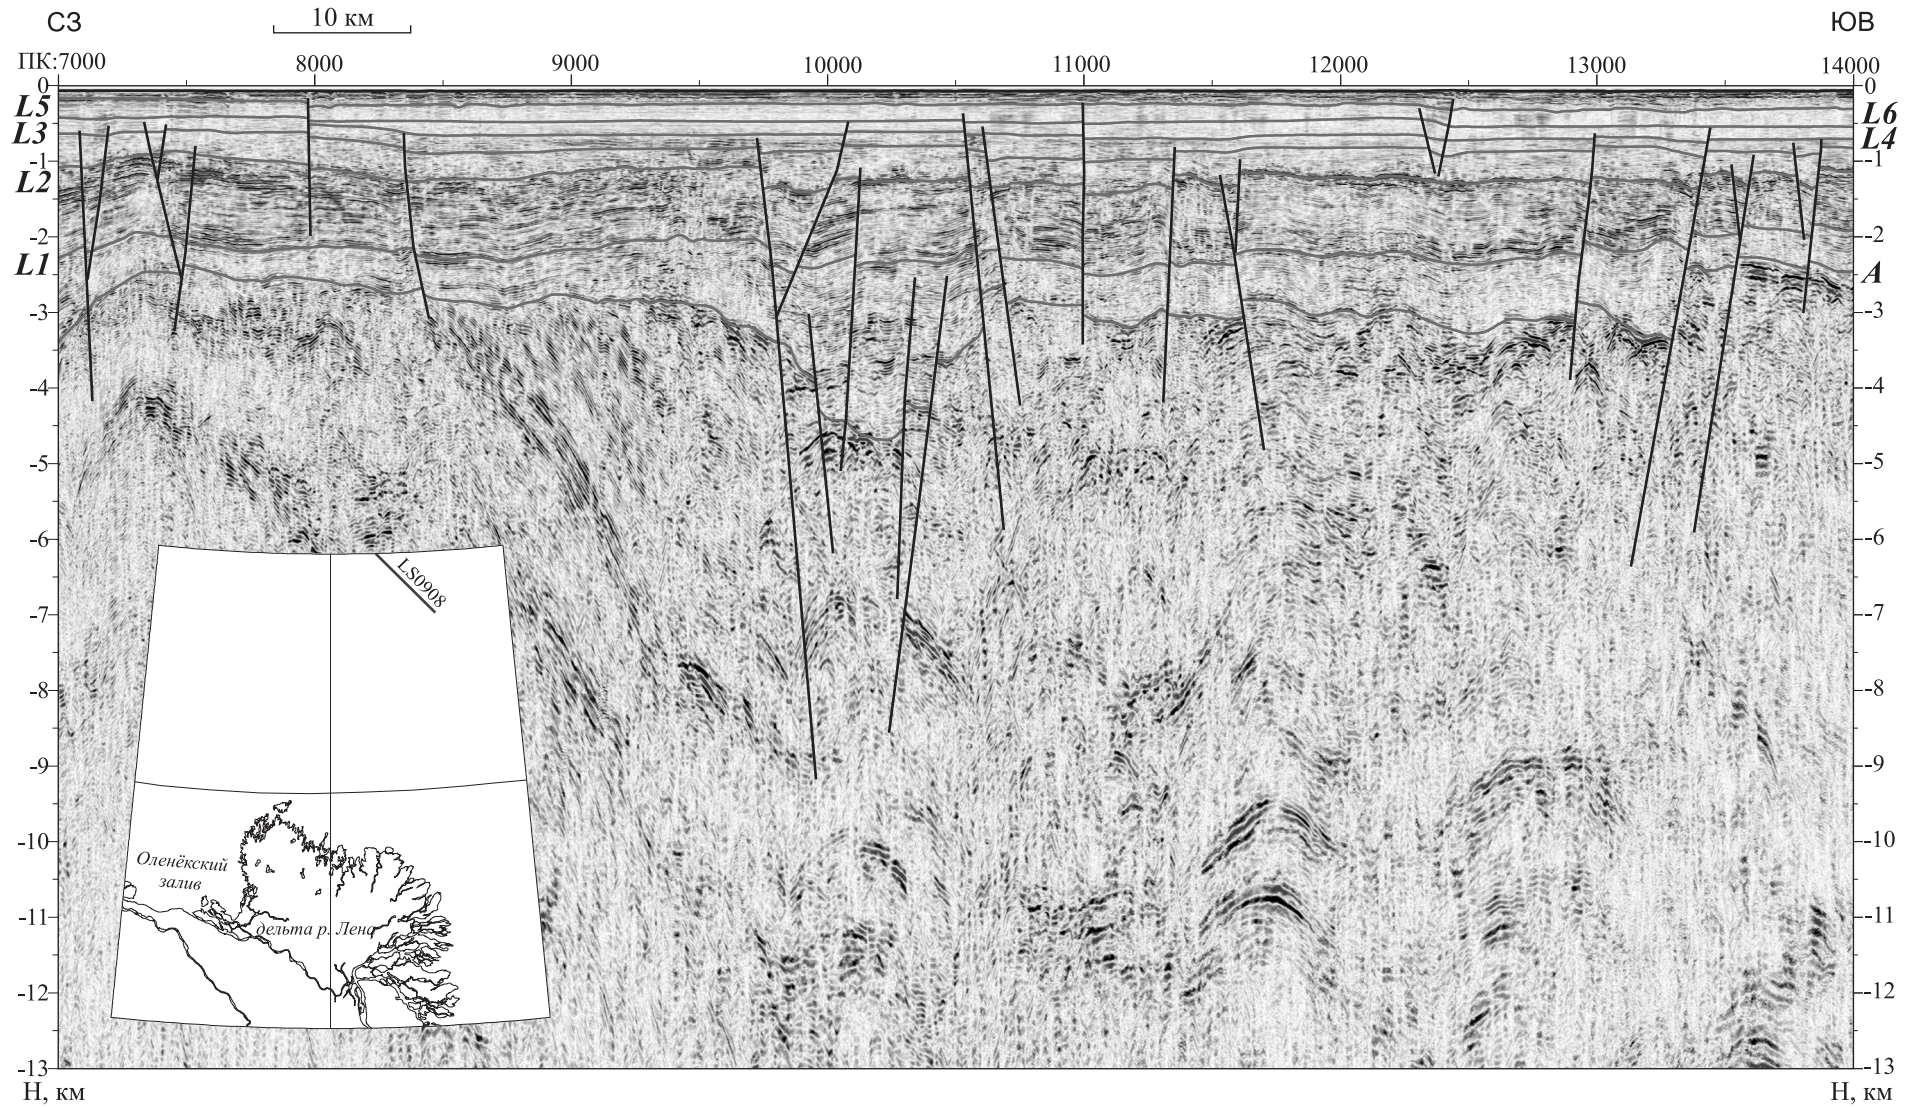 СЗ
10 км
ЮВ
ПК:7000 8000 9000 10000 11000 12000 13000 14000
0 0
L5 L6
L3 L4
-1 -1
L2
-2 -2
L1 A
-3 -3
-4 -4
-5 -5
-6 -6
LS0908
-7 -7
-8 -8
-9 -9
-10 -10
Оленёкский
залив
-11 -11
дельта р. Лена
-12 -12
-13 -13
Н, км Н, км